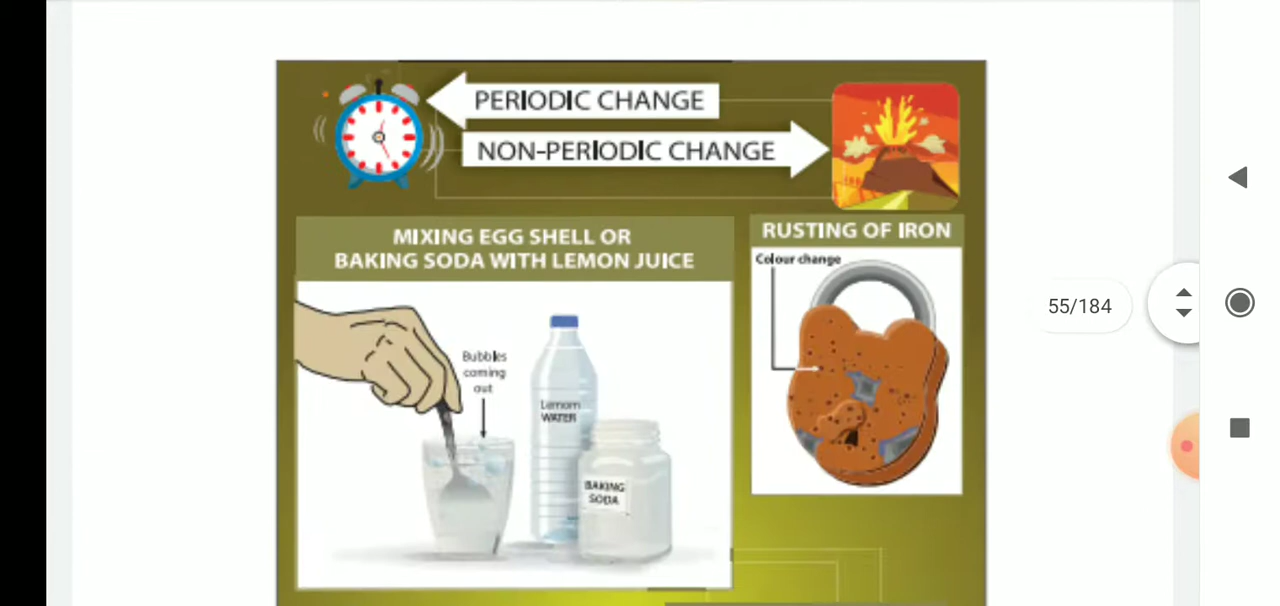 PERIODIC CHANGE
NON-PERIODIC CHANGE
MIXING EGG SHELL OR
BAKING SODA WITH LEMON JUICE
RUSTING OF IRON
Colour change
Bubbles
coming
out
Lemom
WATER
BAKING
SODA
55/184